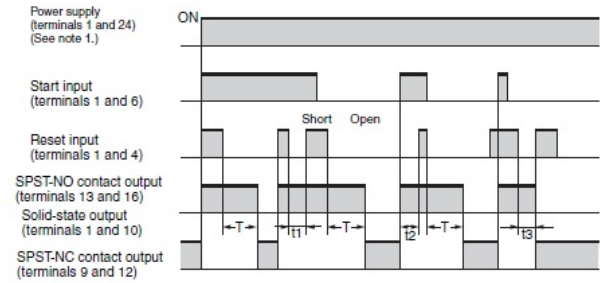 Power supply
(terminals 1 and 24)
(See note 1.)
ON
Start input
(terminals 1 and 6)
Short Open
Reset input
(terminals 1 and 4)
SPST-NO contact output
(terminals 13 and 16)
Solid-state output
(terminals 1 and 10)
T t1 T t2 T t3
SPST-NC contact output
(terminals 9 and 12)